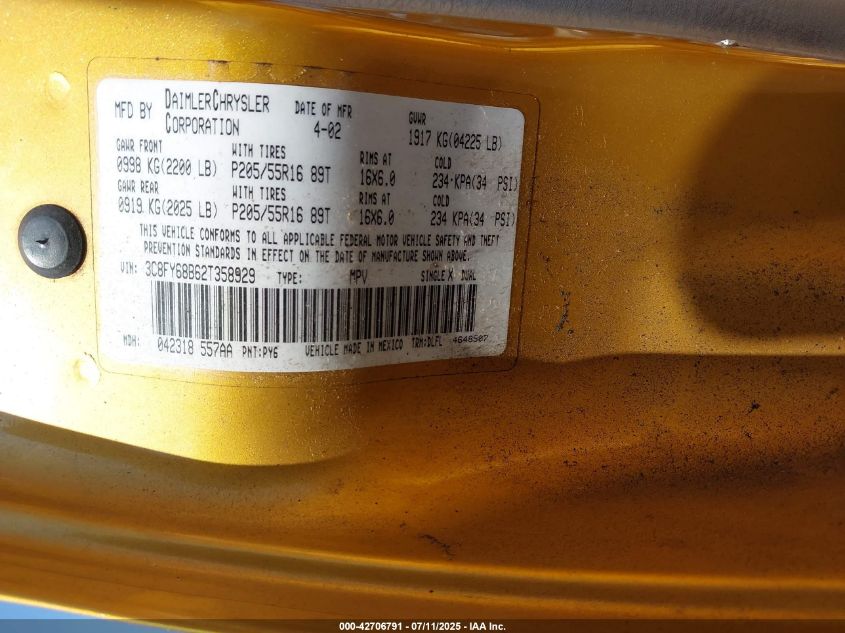 MFD BY DAIMLERCHRYSLER CORPORATION
DATE OF MFR 4-02
GVWR 1917 KG(04225 LB)
GAWR FRONT WITH TIRES RIMS AT COLD
0998 KG(2200 LB) P205/55R16 89T 16X6.0 234 KPA(34 PSI)
GAWR REAR WITH TIRES RIMS AT COLD
0919 KG(2025 LB) P205/55R16 89T 16X6.0 234 KPA(34 PSI)
THIS VEHICLE CONFORMS TO ALL APPLICABLE FEDERAL MOTOR VEHICLE SAFETY AND THEFT
PREVENTION STANDARDS IN EFFECT ON THE DATE OF MANUFACTURE SHOWN ABOVE.
VIN: 3C8FY68B62T358929 TYPE: MPV SINGLE X DUAL
MDH: 042318 557AA PNT:PY6 VEHICLE MADE IN MEXICO TRM:DLFL 4648507
000-42706791 - 07/11/2025 - IAA Inc.